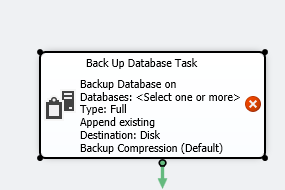 Back Up Database Task
Backup Database on
Databases: <Select one or more>
Type: Full
Append existing
Destination: Disk
Backup Compression (Default)